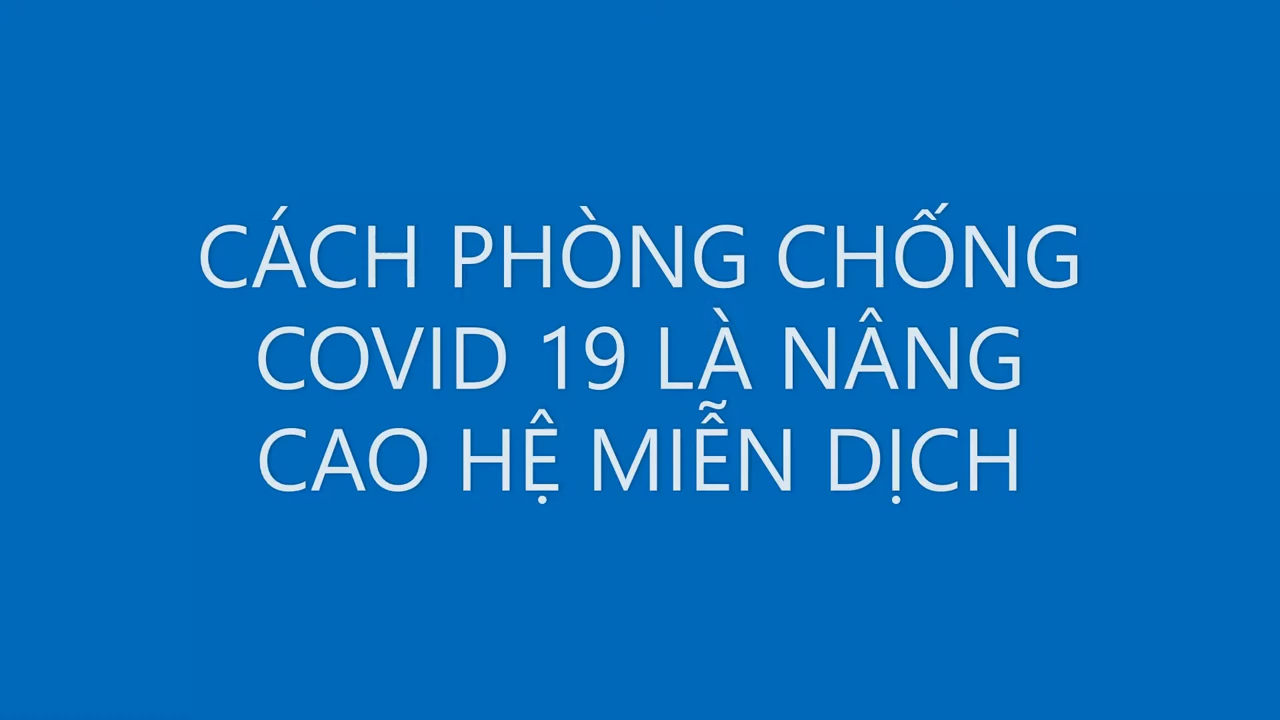 CÁCH PHÒNG CHỐNG
COVID 19 LÀ NÂNG
CAO HỆ MIỄN DỊCH